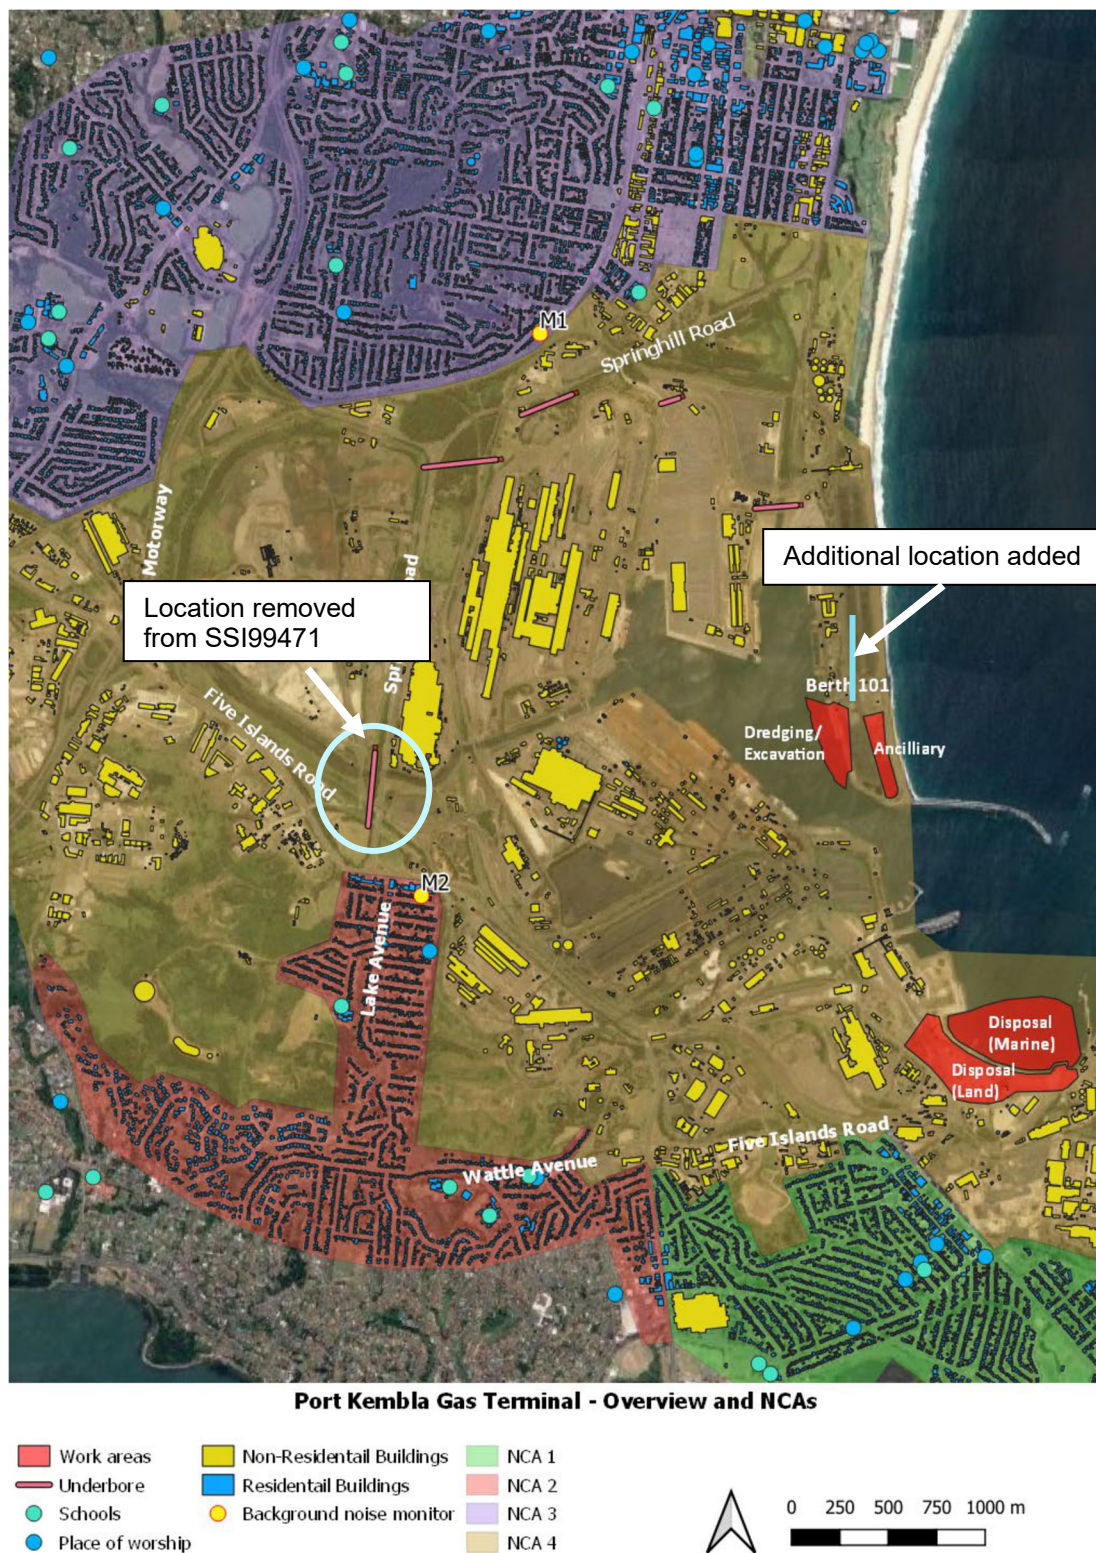 M1
Springhill Road
Motorway
oad
Additional location added
Location removed
from SSI99471
Spr
Berth 101
Five Islands Road
Dredging/
Excavation
Ancilliary
M2
Lake Avenue
Disposal
(Marine)
Disposal
(Land)
Five Islands Road
Wattle Avenue
Port Kembla Gas Terminal - Overview and NCAs
Work areas
Underbore
Schools
Place of worship
Non-Residentail Buildings
Residentail Buildings
Background noise monitor
NCA 1
NCA 2
NCA 3
NCA 4
0 250 500 750 1000 m